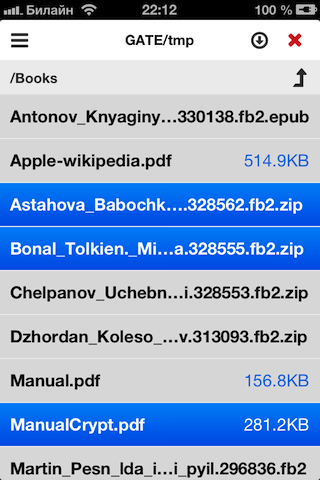 Билайн 22:12 100 %
GATE/tmp
/Books
Antonov_Knyaginy...330138.fb2.epub
Apple-wikipedia.pdf 514.9KB
Astahova_Babochk....328562.fb2.zip
Bonal_Tolkien._Mi...a.328555.fb2.zip
Chelpanov_Uchebn...i.328553.fb2.zip
Dzhordan_Koleso_...v.313093.fb2.zip
Manual.pdf 156.8KB
ManualCrypt.pdf 281.2KB
Martin_Pesn_lda_i...i_pyil.296836.fb2